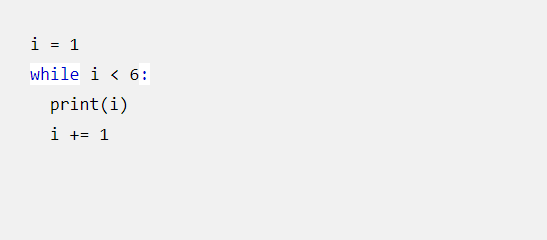 i = 1
while i < 6:
  print(i)
  i += 1